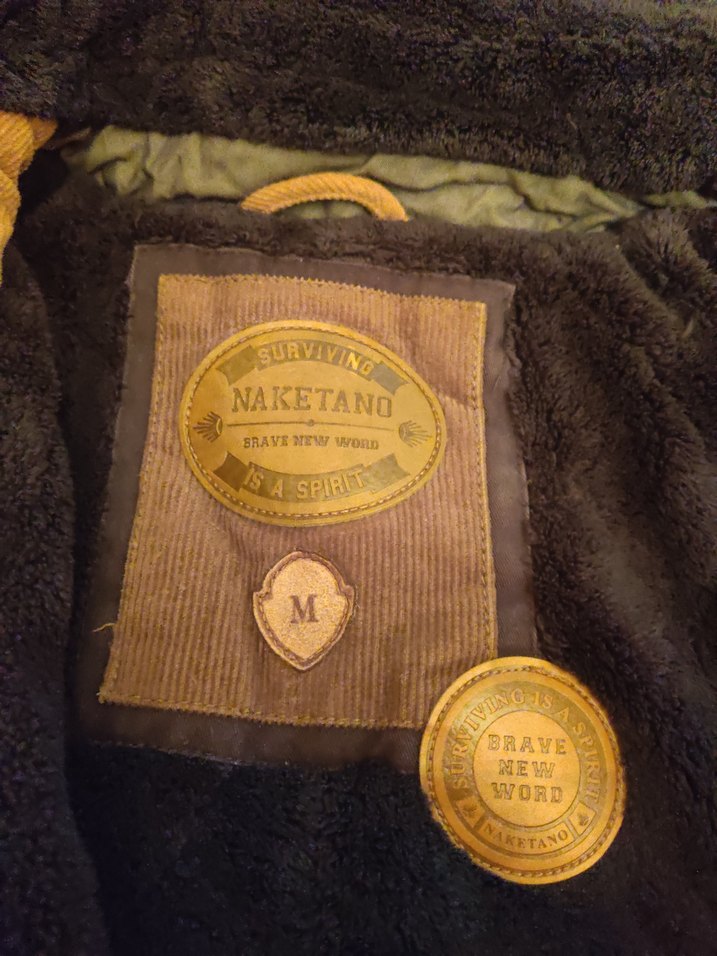 SURVIVING
NAKETANO
BRAVE NEW WORD
IS A SPIRIT
M
SURVIVING IS A SPIRIT
BRAVE
NEW
WORD
NAKETANO